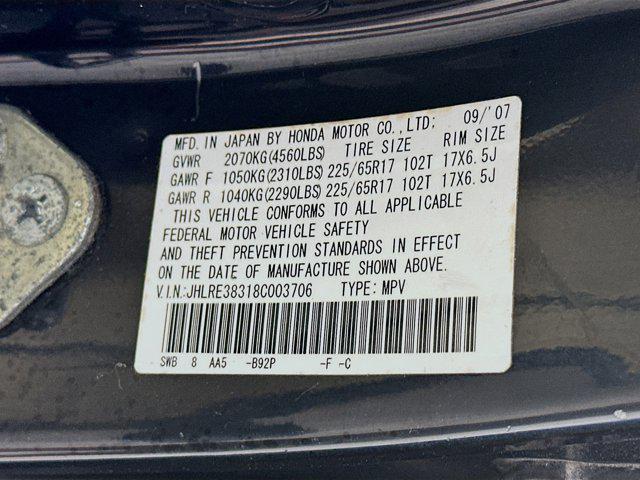 MFD. IN JAPAN BY HONDA MOTOR CO.,LTD: 09/'07
GVWR 2070KG(4560LBS) TIRE SIZE RIM SIZE
GAWR F 1050KG(2310LBS) 225/65R17 102T 17X6.5J
GAWR R 1040KG(2290LBS) 225/65R17 102T 17X6.5J
THIS VEHICLE CONFORMS TO ALL APPLICABLE
FEDERAL MOTOR VEHICLE SAFETY
AND THEFT PREVENTION STANDARDS IN EFFECT
ON THE DATE OF MANUFACTURE SHOWN ABOVE.
V.I.N:JHLRE38318C003706 TYPE: MPV
SWB 8 AA5 -B92P -F -C